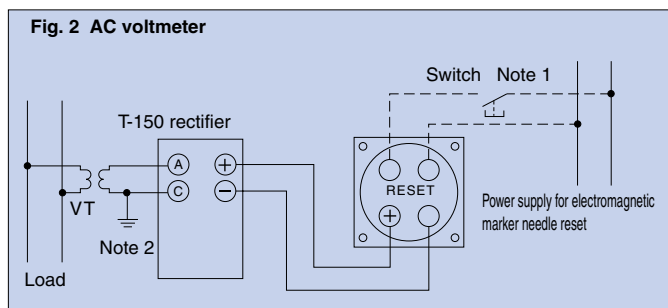 Fig. 2 AC voltmeter
Switch Note 1
T-150 rectifier
A
+
C
−
VT
Note 2
Load
RESET
+
Power supply for electromagnetic
marker needle reset